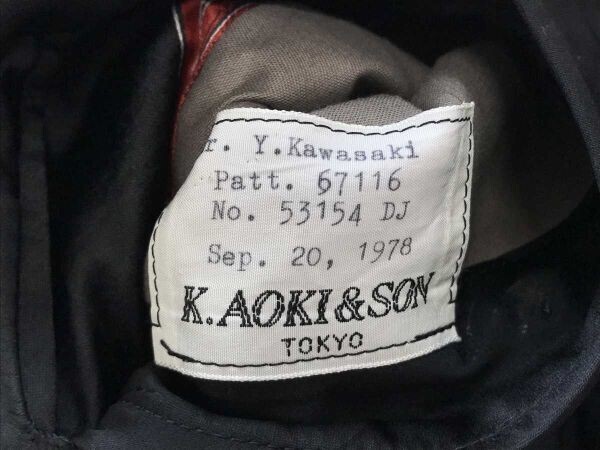 r. Y.Kawasaki
Patt. 67116
No. 53154 DJ
Sep. 20, 1978
K.AOKI&SON
TOKYO